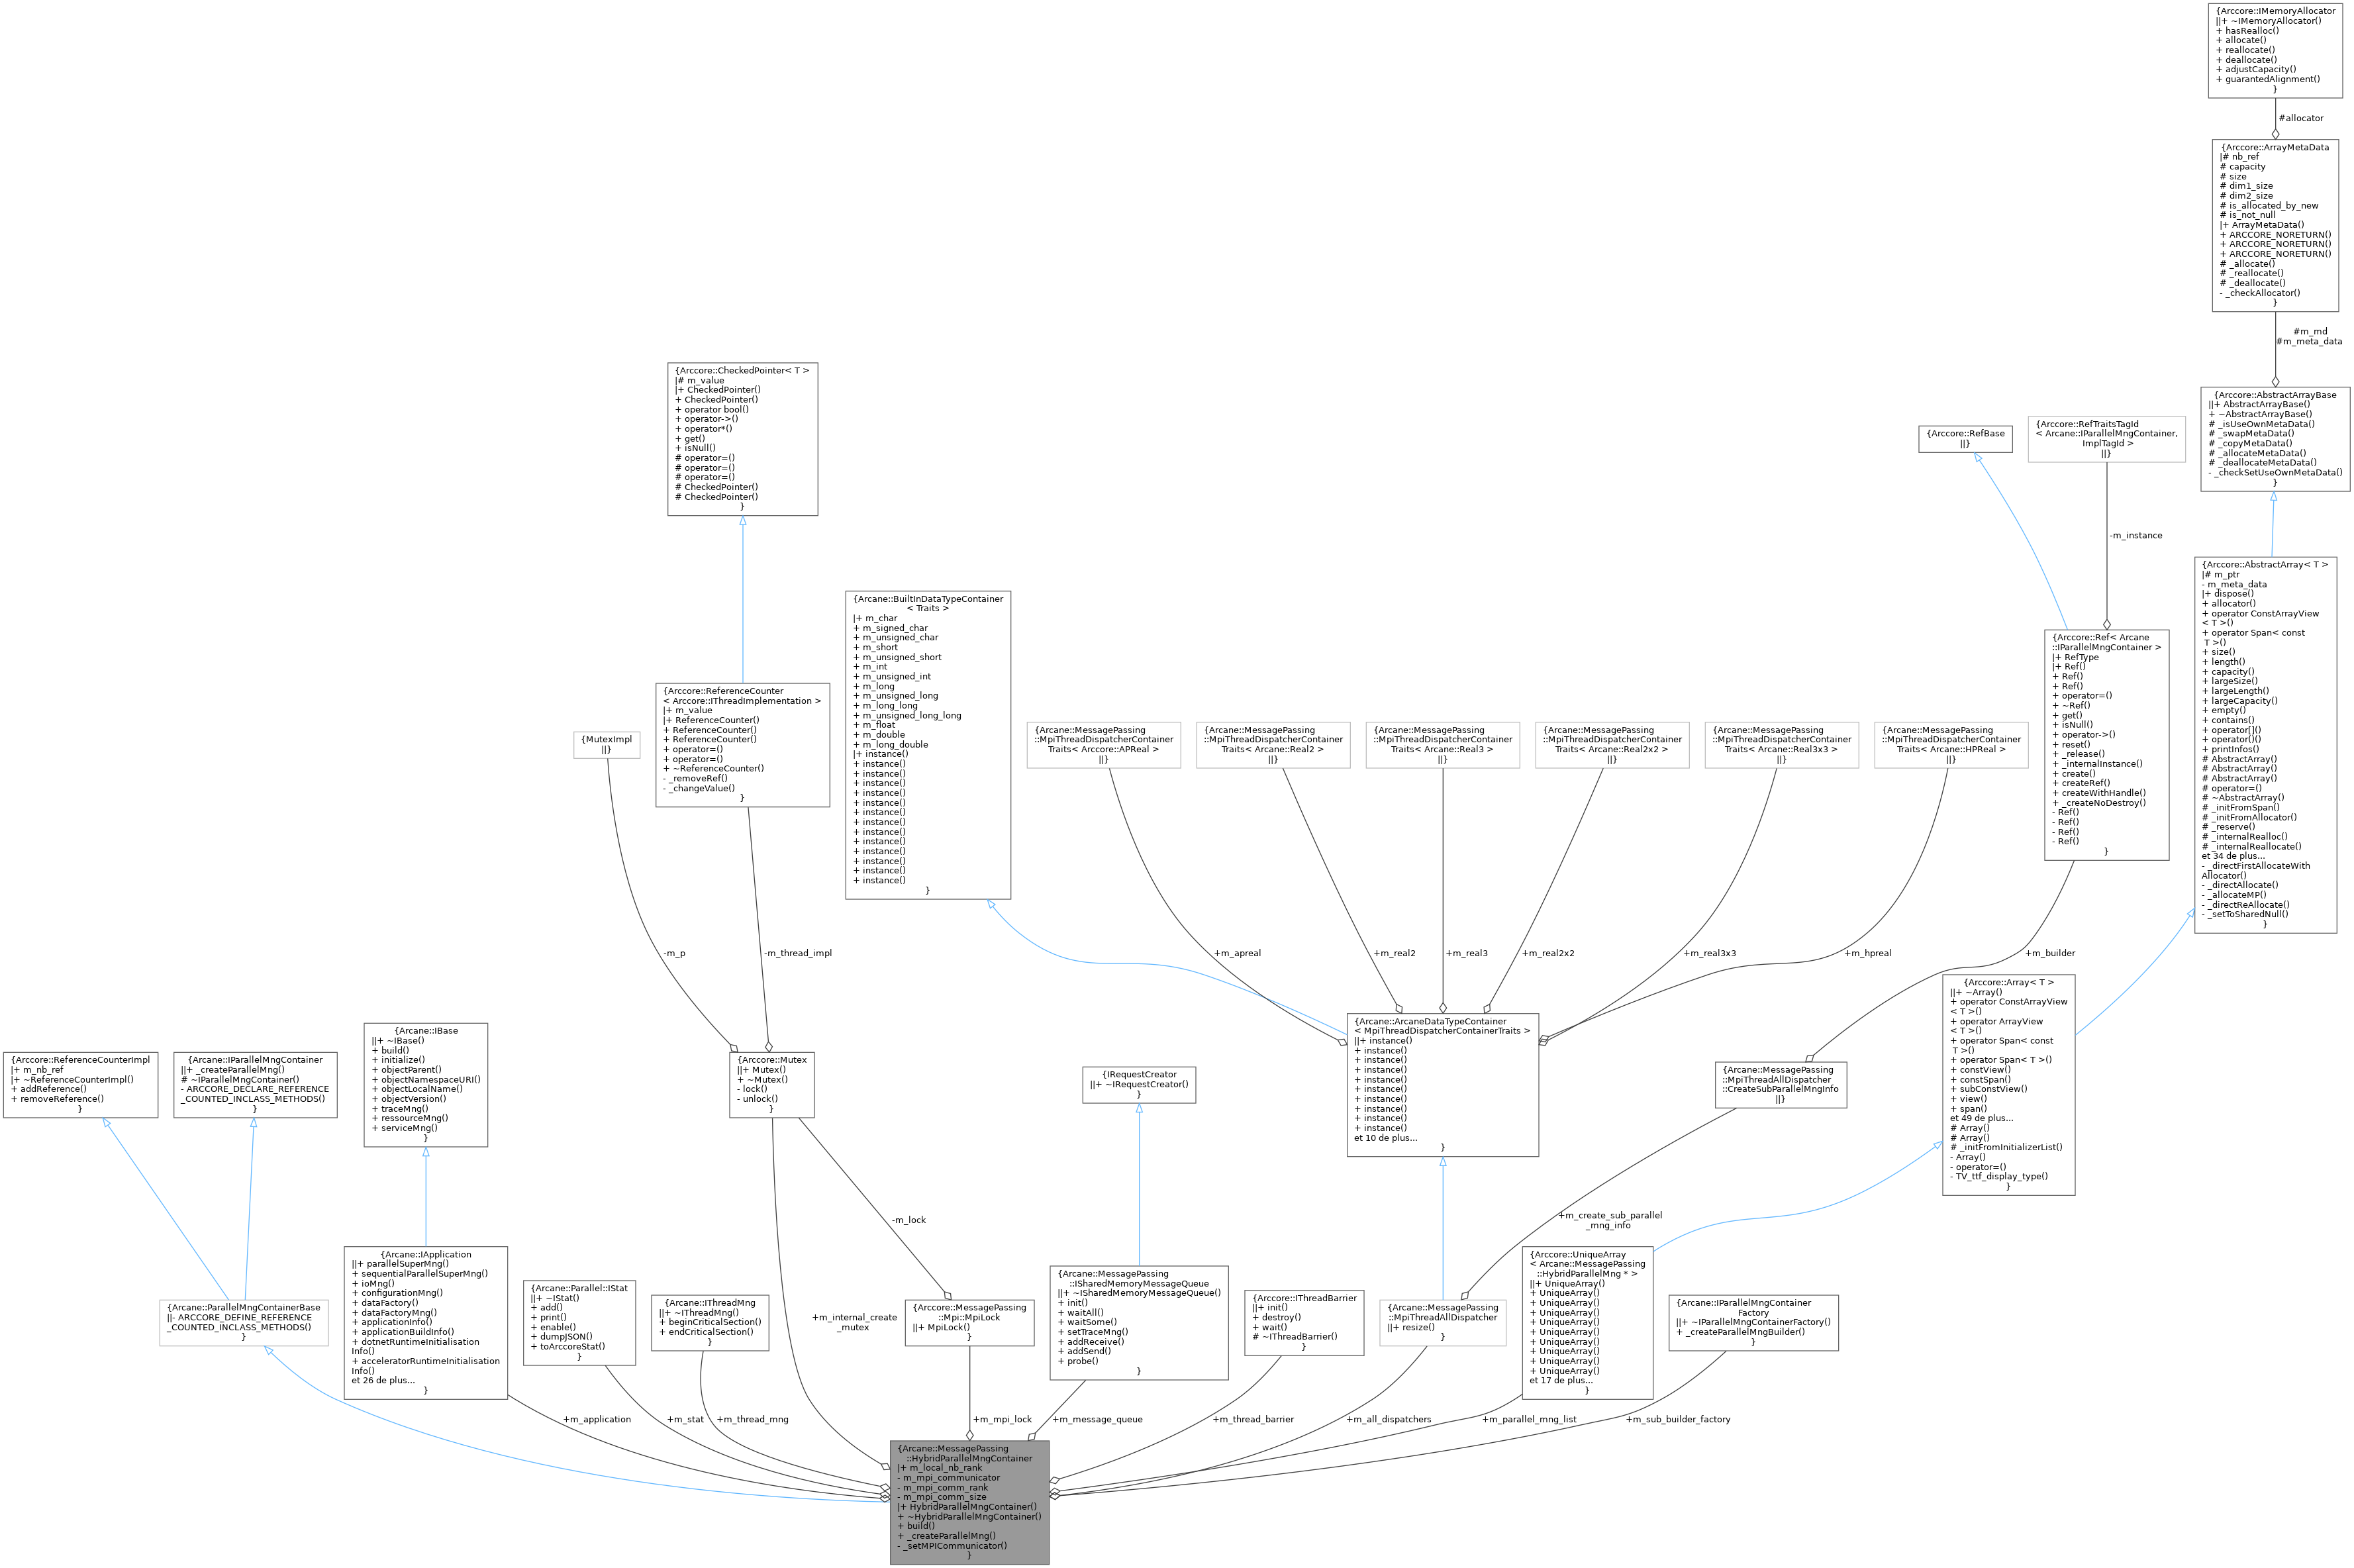 {Arccore::IMemoryAllocator
||+ ~IMemoryAllocator()
+ hasRealloc()
+ allocate()
+ reallocate()
+ deallocate()
+ adjustCapacity()
+ guarantedAlignment()
}
#allocator
{Arccore::ArrayMetaData
|# nb_ref
# capacity
# size
# dim1_size
# dim2_size
# is_allocated_by_new
# is_not_null
|+ ArrayMetaData()
+ ARCCORE_NORETURN()
+ ARCCORE_NORETURN()
+ ARCCORE_NORETURN()
# _allocate()
# _reallocate()
# _deallocate()
- _checkAllocator()
}
#m_md
#m_meta_data
{Arccore::CheckedPointer< T >
|# m_value
|+ CheckedPointer()
+ CheckedPointer()
+ operator bool()
+ operator->()
+ operator*()
+ get()
+ isNull()
# operator=()
# operator=()
# operator=()
# CheckedPointer()
# CheckedPointer()
}
{Arccore::RefBase
||}
{Arccore::RefTraitsTagId
< Arcane::IParallelMngContainer,
ImplTagId >
||}
{Arccore::AbstractArrayBase
||+ AbstractArrayBase()
+ ~AbstractArrayBase()
# _isUseOwnMetaData()
# _swapMetaData()
# _copyMetaData()
# _allocateMetaData()
# _deallocateMetaData()
- _checkSetUseOwnMetaData()
}
-m_instance
{MutexImpl
||}
{Arccore::ReferenceCounter
< Arccore::IThreadImplementation >
|+ m_value
|+ ReferenceCounter()
+ ReferenceCounter()
+ ReferenceCounter()
+ operator=()
+ operator=()
+ ~ReferenceCounter()
- _removeRef()
- _changeValue()
}
{Arcane::BuiltInDataTypeContainer
< Traits >
|+ m_char
+ m_signed_char
+ m_unsigned_char
+ m_short
+ m_unsigned_short
+ m_int
+ m_unsigned_int
+ m_long
+ m_unsigned_long
+ m_long_long
+ m_unsigned_long_long
+ m_float
+ m_double
+ m_long_double
|+ instance()
+ instance()
+ instance()
+ instance()
+ instance()
+ instance()
+ instance()
+ instance()
+ instance()
+ instance()
+ instance()
+ instance()
+ instance()
+ instance()
}
{Arcane::MessagePassing
::MpiThreadDispatcherContainer
Traits< Arccore::APReal >
||}
{Arcane::MessagePassing
::MpiThreadDispatcherContainer
Traits< Arcane::Real2 >
||}
{Arcane::MessagePassing
::MpiThreadDispatcherContainer
Traits< Arcane::Real3 >
||}
{Arcane::MessagePassing
::MpiThreadDispatcherContainer
Traits< Arcane::Real2x2 >
||}
{Arcane::MessagePassing
::MpiThreadDispatcherContainer
Traits< Arcane::Real3x3 >
||}
{Arcane::MessagePassing
::MpiThreadDispatcherContainer
Traits< Arcane::HPReal >
||}
{Arccore::Ref< Arcane
::IParallelMngContainer >
|+ RefType
|+ Ref()
+ Ref()
+ Ref()
+ operator=()
+ ~Ref()
+ get()
+ isNull()
+ operator->()
+ reset()
+ _release()
+ _internalInstance()
+ create()
+ createRef()
+ createWithHandle()
+ _createNoDestroy()
- Ref()
- Ref()
- Ref()
- Ref()
}
{Arccore::AbstractArray< T >
|# m_ptr
- m_meta_data
|+ dispose()
+ allocator()
+ operator ConstArrayView
< T >()
+ operator Span< const
T >()
+ size()
+ length()
+ capacity()
+ largeSize()
+ largeLength()
+ largeCapacity()
+ empty()
+ contains()
+ operator[]()
+ operator()()
+ printInfos()
# AbstractArray()
# AbstractArray()
# AbstractArray()
# operator=()
# ~AbstractArray()
# _initFromSpan()
# _initFromAllocator()
# _reserve()
# _internalRealloc()
# _internalReallocate()
et 34 de plus...
- _directFirstAllocateWith
Allocator()
- _directAllocate()
- _allocateMP()
- _directReAllocate()
- _setToSharedNull()
}
-m_p
-m_thread_impl
+m_apreal
+m_real2
+m_real3
+m_real2x2
+m_real3x3
+m_hpreal
+m_builder
{Arccore::ReferenceCounterImpl
|+ m_nb_ref
|+ ~ReferenceCounterImpl()
+ addReference()
+ removeReference()
}
{Arcane::IParallelMngContainer
||+ _createParallelMng()
# ~IParallelMngContainer()
- ARCCORE_DECLARE_REFERENCE
_COUNTED_INCLASS_METHODS()
}
{Arcane::IBase
||+ ~IBase()
+ build()
+ initialize()
+ objectParent()
+ objectNamespaceURI()
+ objectLocalName()
+ objectVersion()
+ traceMng()
+ ressourceMng()
+ serviceMng()
}
{Arccore::Mutex
||+ Mutex()
+ ~Mutex()
- lock()
- unlock()
}
{IRequestCreator
||+ ~IRequestCreator()
}
{Arcane::ArcaneDataTypeContainer
< MpiThreadDispatcherContainerTraits >
||+ instance()
+ instance()
+ instance()
+ instance()
+ instance()
+ instance()
+ instance()
+ instance()
+ instance()
+ instance()
et 10 de plus...
}
{Arcane::MessagePassing
::MpiThreadAllDispatcher
::CreateSubParallelMngInfo
||}
{Arccore::Array< T >
||+ ~Array()
+ operator ConstArrayView
< T >()
+ operator ArrayView
< T >()
+ operator Span< const
T >()
+ operator Span< T >()
+ constView()
+ constSpan()
+ subConstView()
+ view()
+ span()
et 49 de plus...
# Array()
# Array()
# _initFromInitializerList()
- Array()
- operator=()
- TV_ttf_display_type()
}
-m_lock
+m_create_sub_parallel
_mng_info
{Arcane::ParallelMngContainerBase
||- ARCCORE_DEFINE_REFERENCE
_COUNTED_INCLASS_METHODS()
}
{Arcane::IApplication
||+ parallelSuperMng()
+ sequentialParallelSuperMng()
+ ioMng()
+ configurationMng()
+ dataFactory()
+ dataFactoryMng()
+ applicationInfo()
+ applicationBuildInfo()
+ dotnetRuntimeInitialisation
Info()
+ acceleratorRuntimeInitialisation
Info()
et 26 de plus...
}
{Arcane::Parallel::IStat
||+ ~IStat()
+ add()
+ print()
+ enable()
+ dumpJSON()
+ toArccoreStat()
}
{Arcane::IThreadMng
||+ ~IThreadMng()
+ beginCriticalSection()
+ endCriticalSection()
}
+m_internal_create
_mutex
{Arccore::MessagePassing
::Mpi::MpiLock
||+ MpiLock()
}
{Arcane::MessagePassing
::ISharedMemoryMessageQueue
||+ ~ISharedMemoryMessageQueue()
+ init()
+ waitAll()
+ waitSome()
+ setTraceMng()
+ addReceive()
+ addSend()
+ probe()
}
{Arccore::IThreadBarrier
||+ init()
+ destroy()
+ wait()
# ~IThreadBarrier()
}
{Arcane::MessagePassing
::MpiThreadAllDispatcher
||+ resize()
}
{Arccore::UniqueArray
< Arcane::MessagePassing
::HybridParallelMng * >
||+ UniqueArray()
+ UniqueArray()
+ UniqueArray()
+ UniqueArray()
+ UniqueArray()
+ UniqueArray()
+ UniqueArray()
+ UniqueArray()
+ UniqueArray()
+ UniqueArray()
et 17 de plus...
}
{Arcane::IParallelMngContainer
Factory
||+ ~IParallelMngContainerFactory()
+ _createParallelMngBuilder()
}
+m_application
+m_stat
+m_thread_mng
+m_mpi_lock
+m_message_queue
+m_thread_barrier
+m_all_dispatchers
+m_parallel_mng_list
+m_sub_builder_factory
{Arcane::MessagePassing
::HybridParallelMngContainer
|+ m_local_nb_rank
- m_mpi_communicator
- m_mpi_comm_rank
- m_mpi_comm_size
|+ HybridParallelMngContainer()
+ ~HybridParallelMngContainer()
+ build()
+ _createParallelMng()
- _setMPICommunicator()
}